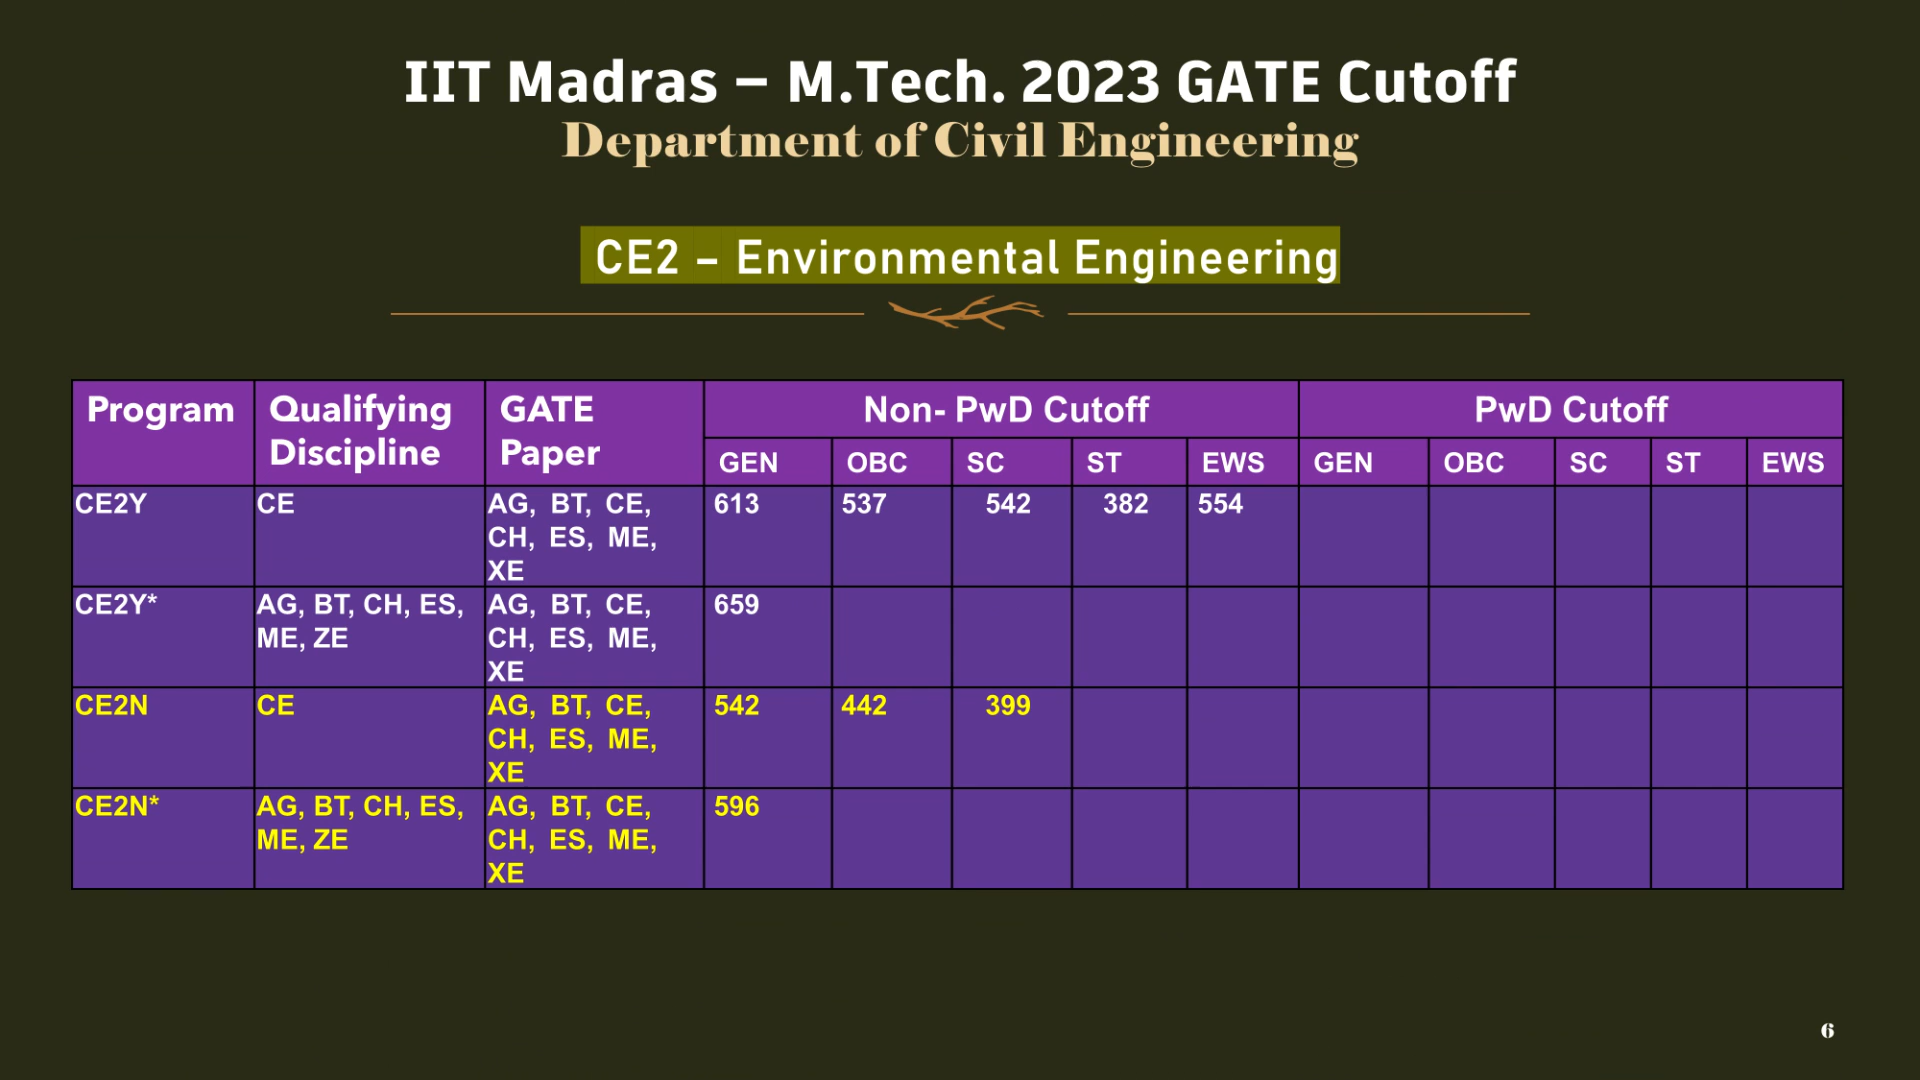 IIT Madras – M.Tech. 2023 GATE Cutoff
Department of Civil Engineering
CE2 – Environmental Engineering
Program Qualifying Discipline GATE Paper Non- PwD Cutoff PwD Cutoff
GEN OBC SC ST EWS GEN OBC SC ST EWS
CE2Y CE AG, BT, CE, 613 537 542 382 554
CH, ES, ME,
XE
CE2Y* AG, BT, CH, ES, AG, BT, CE, 659
ME, ZE CH, ES, ME,
XE
CE2N CE AG, BT, CE, 542 442 399
CH, ES, ME,
XE
CE2N* AG, BT, CH, ES, AG, BT, CE, 596
ME, ZE CH, ES, ME,
XE
6